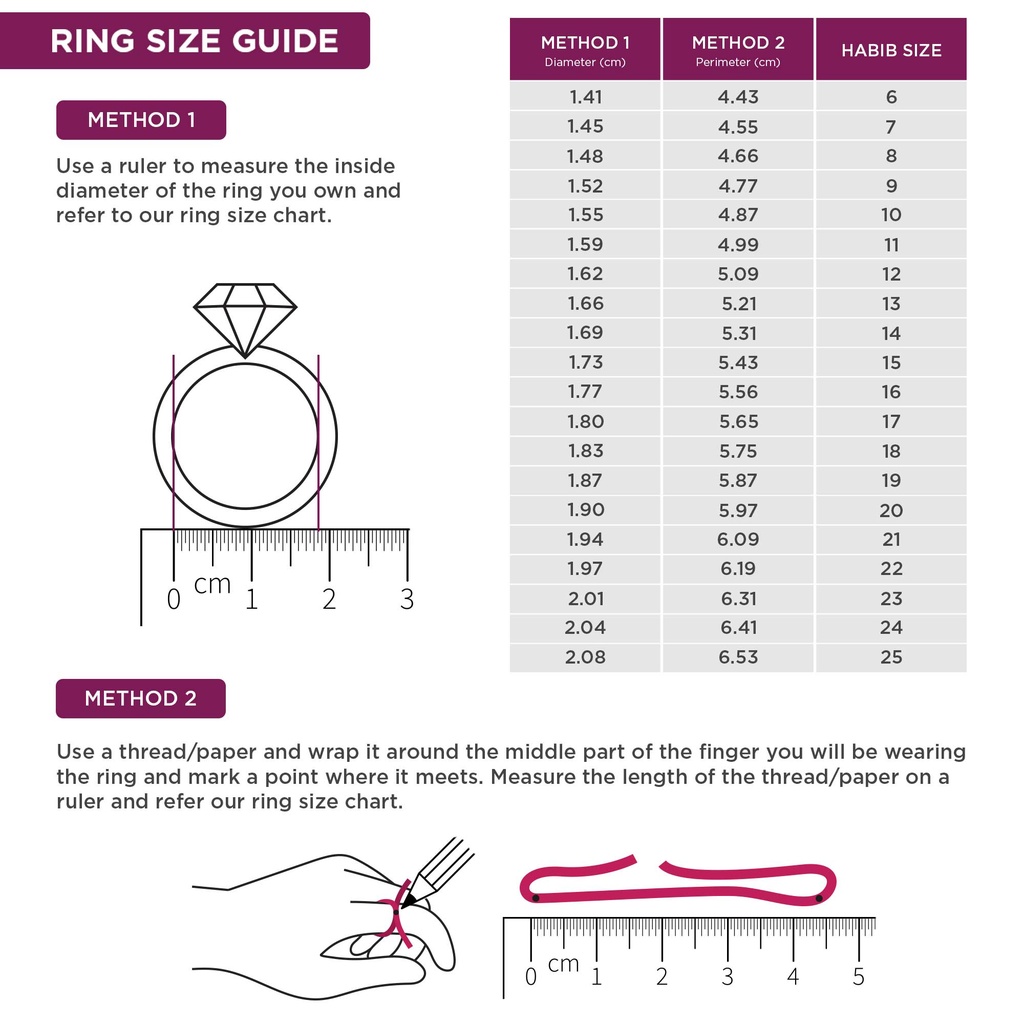 RING SIZE GUIDE
METHOD 1
Use a ruler to measure the inside
diameter of the ring you own and
refer to our ring size chart.
cm
0 1 2 3
METHOD 1 METHOD 2 HABIB SIZE
Diameter (cm) Perimeter (cm)
1.41 4.43 6
1.45 4.55 7
1.48 4.66 8
1.52 4.77 9
1.55 4.87 10
1.59 4.99 11
1.62 5.09 12
1.66 5.21 13
1.69 5.31 14
1.73 5.43 15
1.77 5.56 16
1.80 5.65 17
1.83 5.75 18
1.87 5.87 19
1.90 5.97 20
1.94 6.09 21
1.97 6.19 22
2.01 6.31 23
2.04 6.41 24
2.08 6.53 25
METHOD 2
Use a thread/paper and wrap it around the middle part of the finger you will be wearing
the ring and mark a point where it meets. Measure the length of the thread/paper on a
ruler and refer our ring size chart.
cm
0 1 2 3 4 5